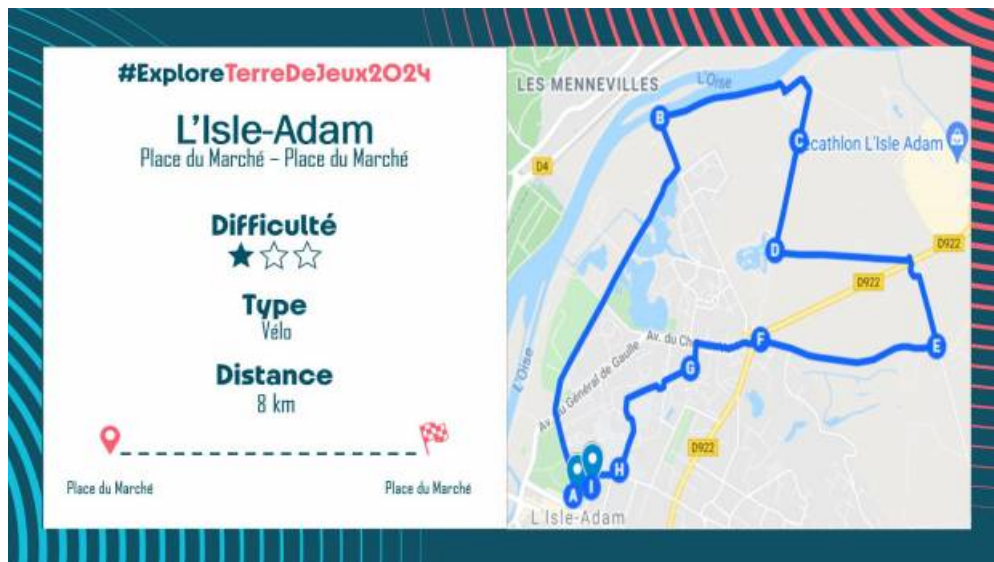 #ExploreTerreDeJeux2024
L'Isle-Adam
Place du Marché – Place du Marché
Difficulté
Type
Vélo
Distance
8 km
Place du Marché
Place du Marché
LES MENNEVILLES
L'Oise
B
C
ecathlon L'Isle Adam
D4
D
D922
D922
Av. du Ch
F
E
G
L'Oise
Av. du Général de Gaulle
D922
H
A
I
L'Isle-Adam